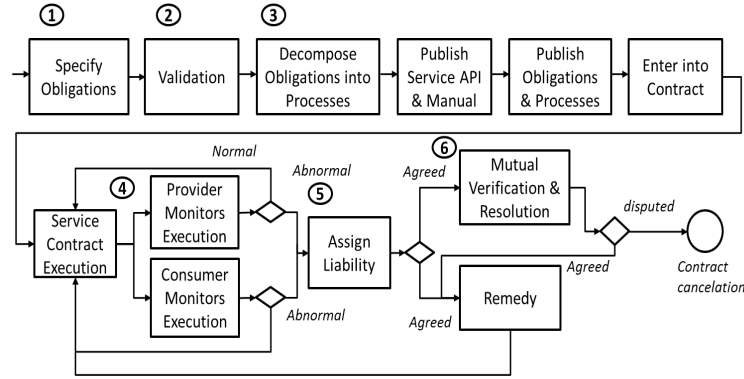 1
2
3
Specify
Obligations
Validation
Decompose
Obligations into
Processes
Publish
Service API
& Manual
Publish
Obligations
& Processes
Enter into
Contract
Normal
Abnormal
4
5
6
Agreed
Service
Contract
Execution
Provider
Monitors
Execution
Consumer
Monitors
Execution
Abnormal
Assign
Liability
Agreed
Mutual
Verification &
Resolution
disputed
Agreed
Remedy
Contract
cancelation